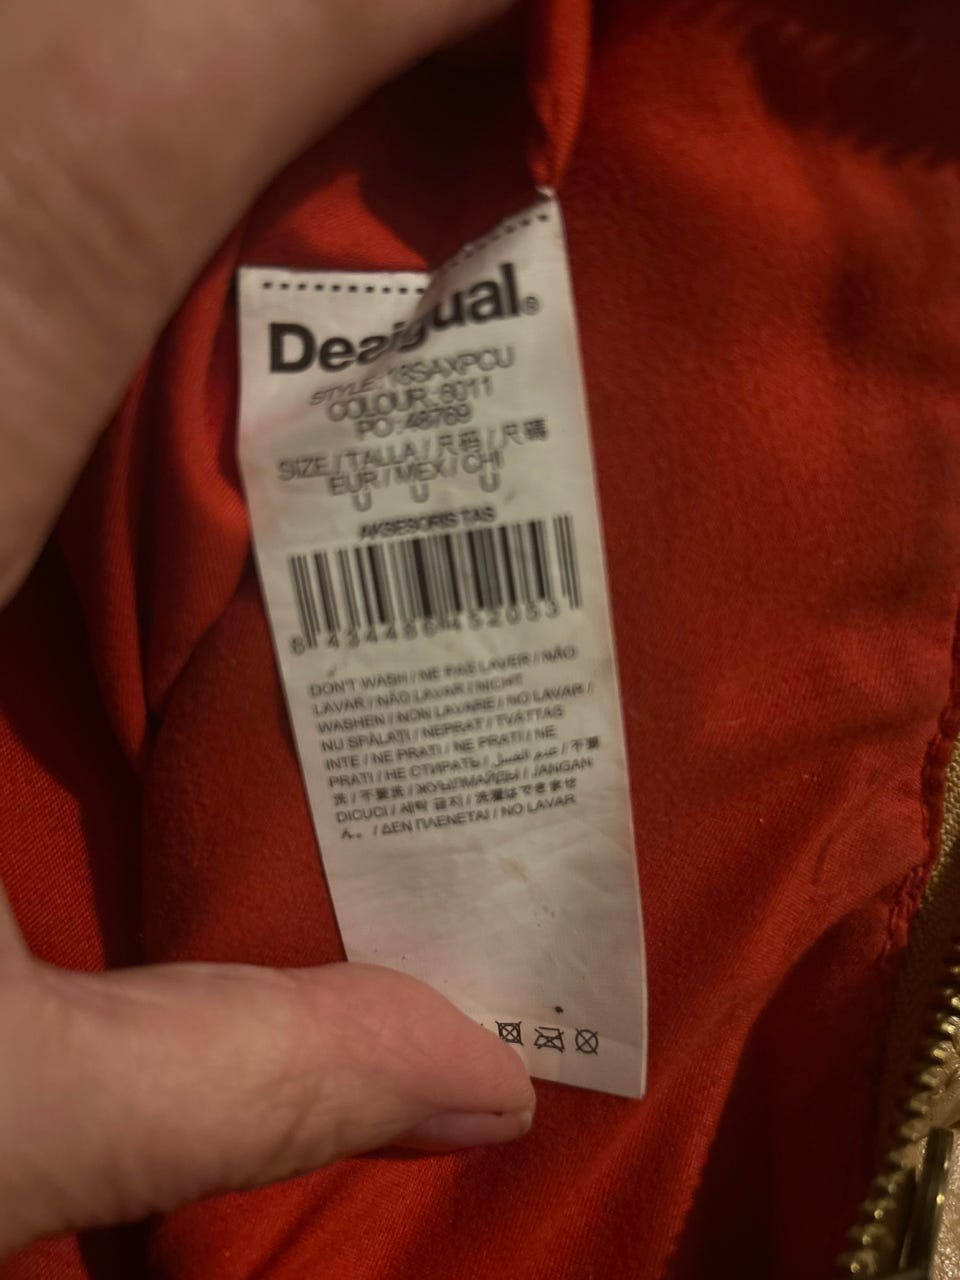 Desigual®
STYLE: 18SAXPCU
COLOUR: 6011
PO: 48769
SIZE / TALLA / 尺码 / 尺碼
EUR / MEX / CHI
U U U
AKSESORIS TAS
8 434486 452053
DON'T WASH / NE PAS LAVER / NÃO
LAVAR / NÃO LAVAR / NICHT
WASHEN / NON LAVARE / NO LAVAR /
NU SPĂLAȚI / NEPRAT / TVÄTTAS
INTE / NE PRATI / NE PRATI / NE
PRATI / НЕ СТИРАТЬ / عدم الغسل / 不要
洗 / 不要洗 / ЖУЫЛМАЙДЫ / JANGAN
DICUCI / 세탁 금지 / 洗濯はできませ
ん。 / ΔΕΝ ΠΛΕΝΕΤΑΙ / NO LAVAR